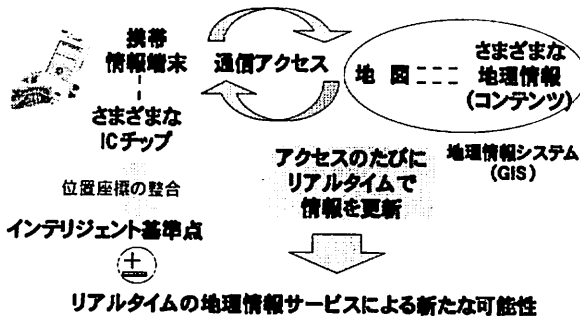 携帯
情報端末
さまざまな
ICチップ
通信アクセス
地図
さまざまな
地理情報
(コンテンツ)
地理情報システム
(GIS)
位置座標の整合
インテリジェント基準点
アクセスのたびに
リアルタイムで
情報を更新
リアルタイムの地理情報サービスによる新たな可能性